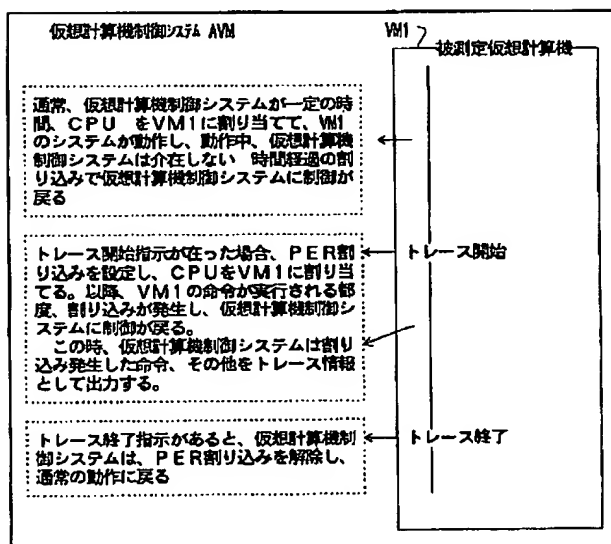 仮想計算機制御システム AVM
VM1
被測定仮想計算機
通常、仮想計算機制御システムが一定の時
間、CPU をVM1に割り当てて、VM1
のシステムが動作し、動作中、仮想計算機
制御システムは介在しない 時間経過の割
り込みで仮想計算機制御システムに制御が
戻る
トレース開始指示が在った場合、PER割
り込みを設定し、CPUをVM1に割り当
てる。以降、VM1の命令が実行される都
度、割り込みが発生し、仮想計算機制御シ
ステムに制御が戻る。
この時、仮想計算機制御システムは割り
込み発生した命令、その他をトレース情報
として出力する。
トレース開始
トレース終了指示があると、仮想計算機制
御システムは、PER割り込みを解除し、
通常の動作に戻る
トレース終了